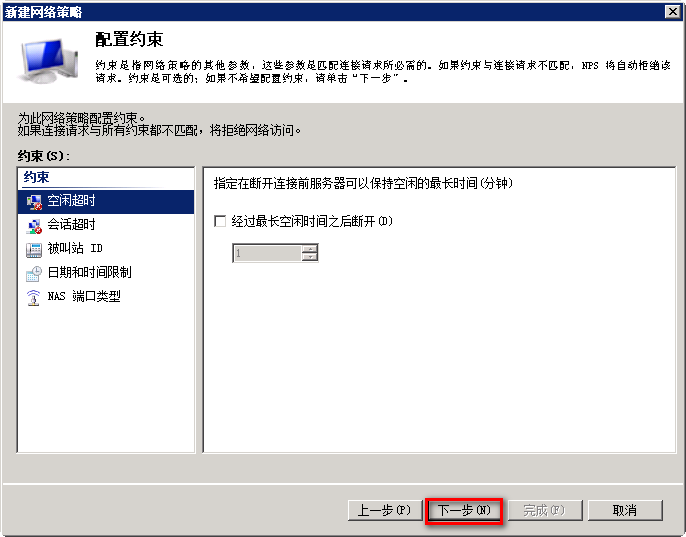 新建网络策略
配置约束
约束是指网络策略的其他参数，这些参数是匹配连接请求所必需的。如果约束与连接请求不匹配，NPS 将自动拒绝该
请求。约束是可选的；如果不希望配置约束，请单击“下一步”。
为此网络策略配置约束。
如果连接请求与所有约束都不匹配，将拒绝网络访问。
约束(S)：
约束
空闲超时
会话超时
被叫站 ID
日期和时间限制
NAS 端口类型
指定在断开连接前服务器可以保持空闲的最长时间(分钟)
经过最长空闲时间之后断开(D)
1
上一步(P)
下一步(N)
完成(F)
取消